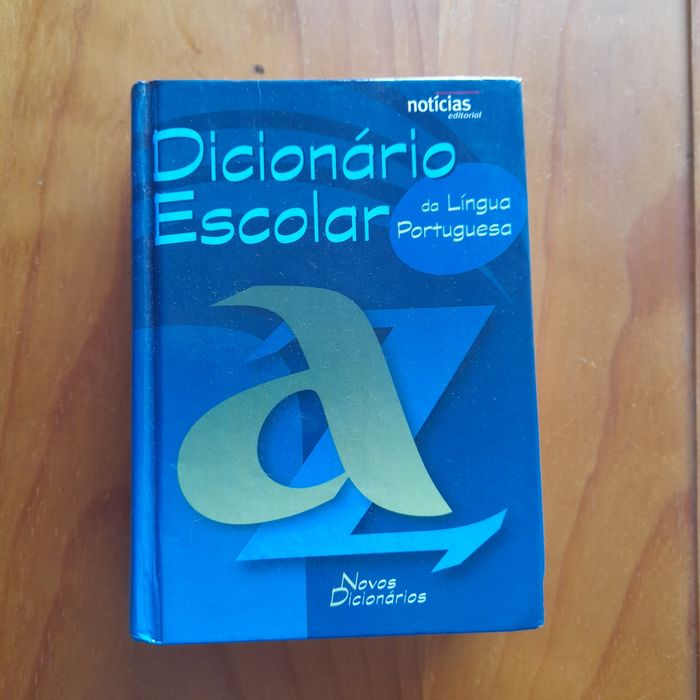 notícias
editorial
Dicionário
Escolar
da Língua
Portuguesa
a Z
Novos
Dicionários